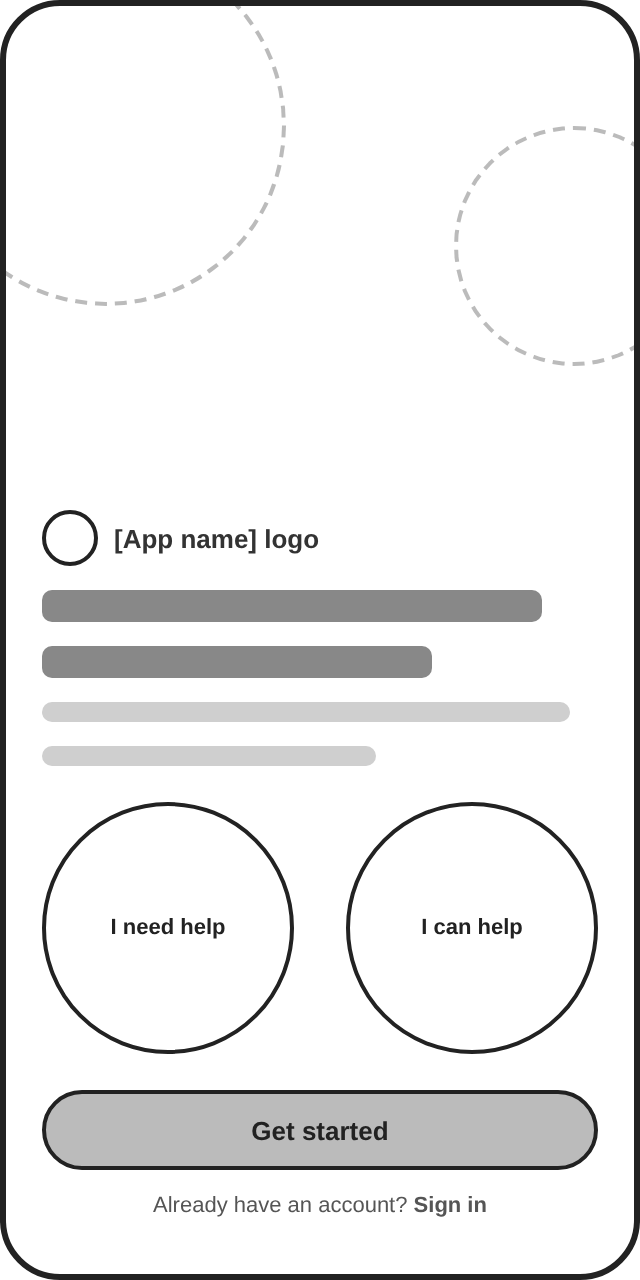 [App name] logo
I need help
I can help
Get started
Already have an account? Sign in